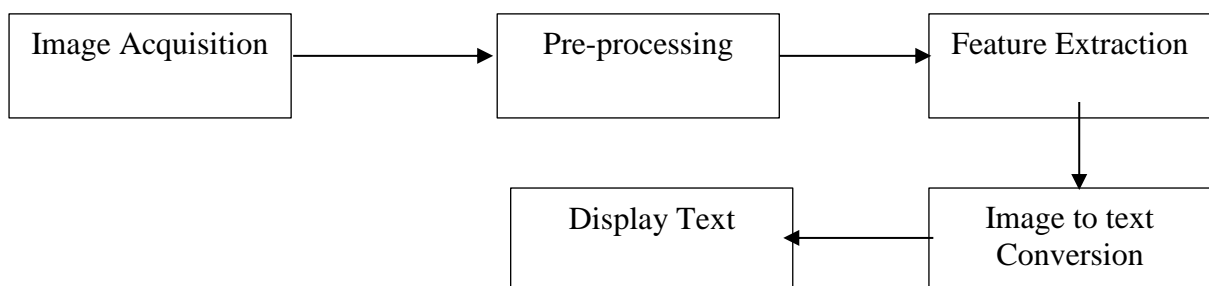 Image Acquisition
Pre-processing
Feature Extraction
Image to text
Conversion
Display Text